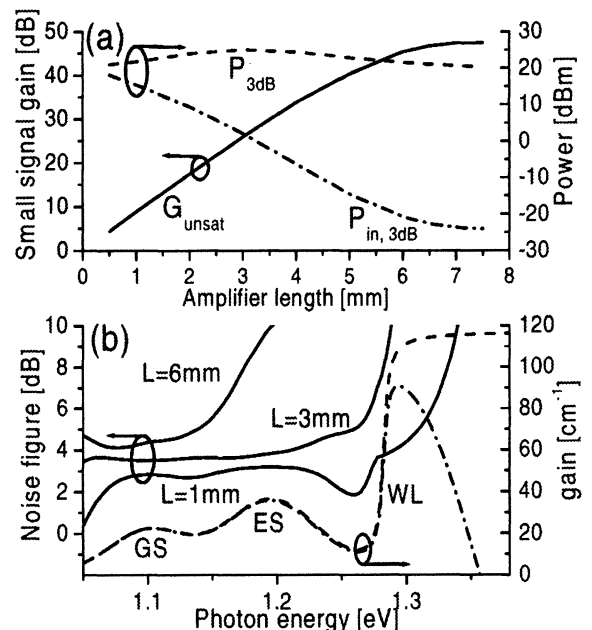 (a)
Small signal gain [dB]
50
40
30
20
10
0
P3dB
Gunsat
Pin, 3dB
30
20
10
0
-10
-20
-30
Power [dBm]
0 1 2 3 4 5 6 7 8
Amplifier length [mm]
(b)
Noise figure [dB]
10
8
6
4
2
0
L=6mm
L=3mm
L=1mm
GS
ES
WL
120
100
80
60
40
20
0
gain [cm-1]
1.1 1.2 1.3
Photon energy [eV]